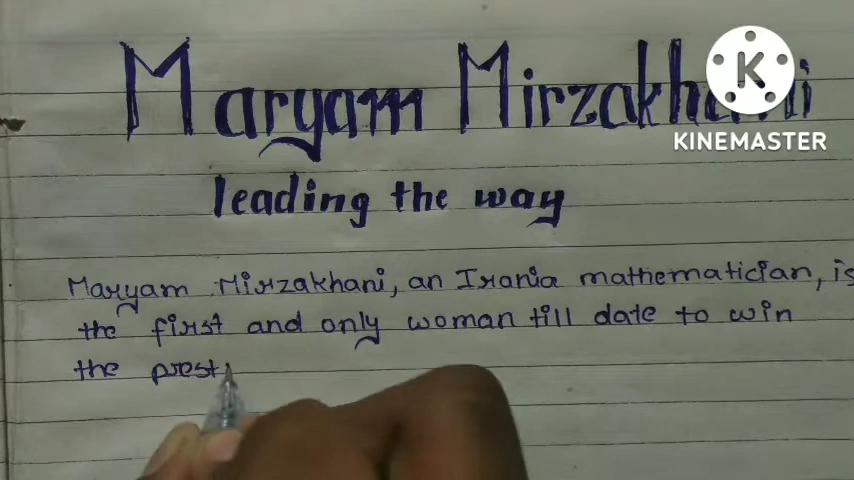 Maryam Mirzakhani
K
KINEMASTER
leading the way
Maryam Mirzakhani, an Irania mathematician, is
the first and only woman till date to win
the prest